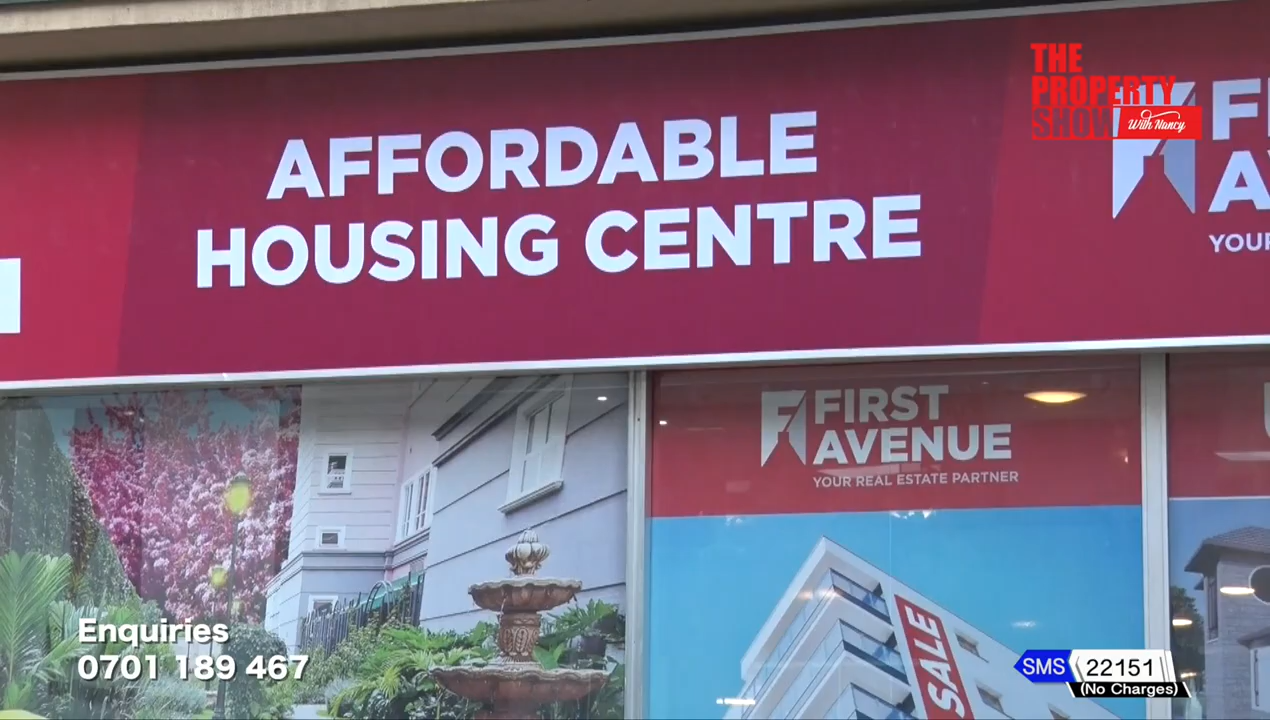 THE
PROPERTY
SHOW
With Nancy
AFFORDABLE
HOUSING CENTRE
YOUR
FIRST
AVENUE
YOUR REAL ESTATE PARTNER
SALE
Enquiries
0701 189 467
SMS 22151
(No Charges)